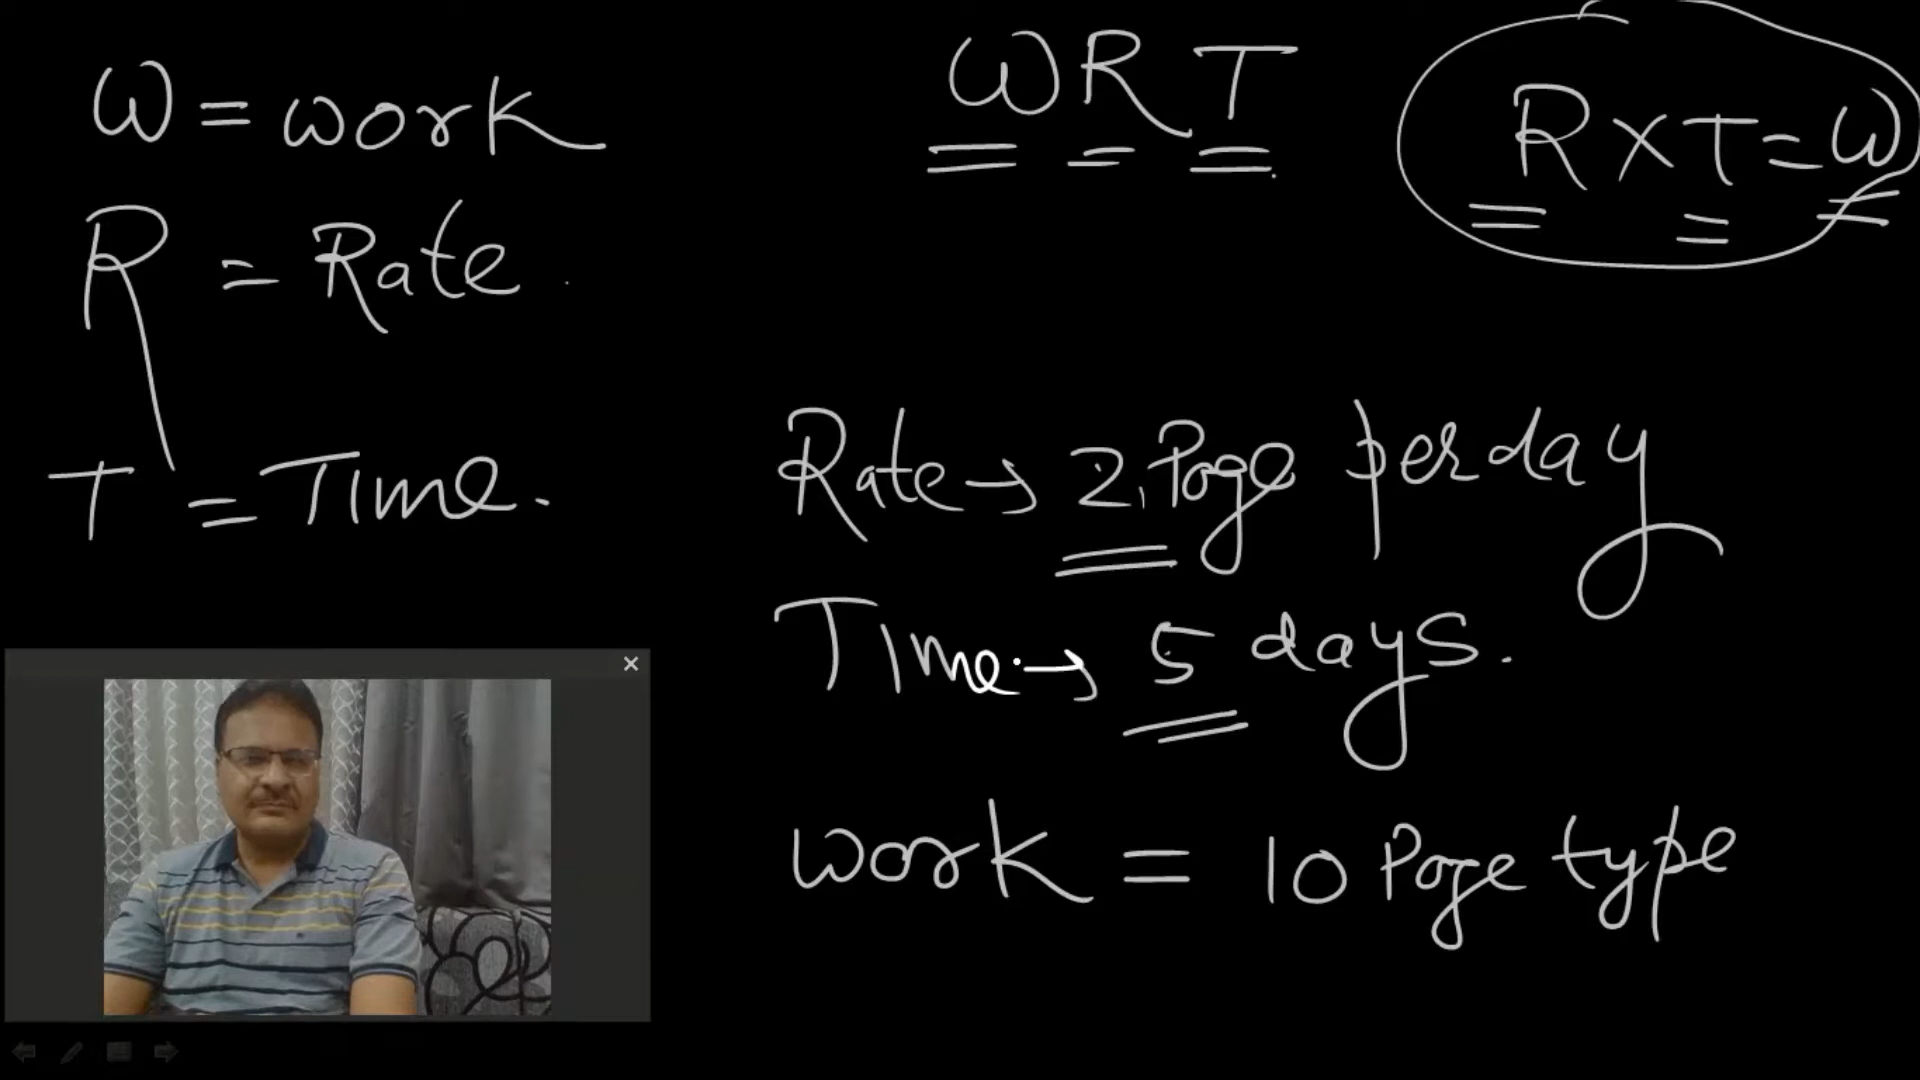 W = work
R = Rate.
T = Time.
WRT
R×T=W
Rate → 2 Page per day
Time → 5 days.
work = 10 Page type